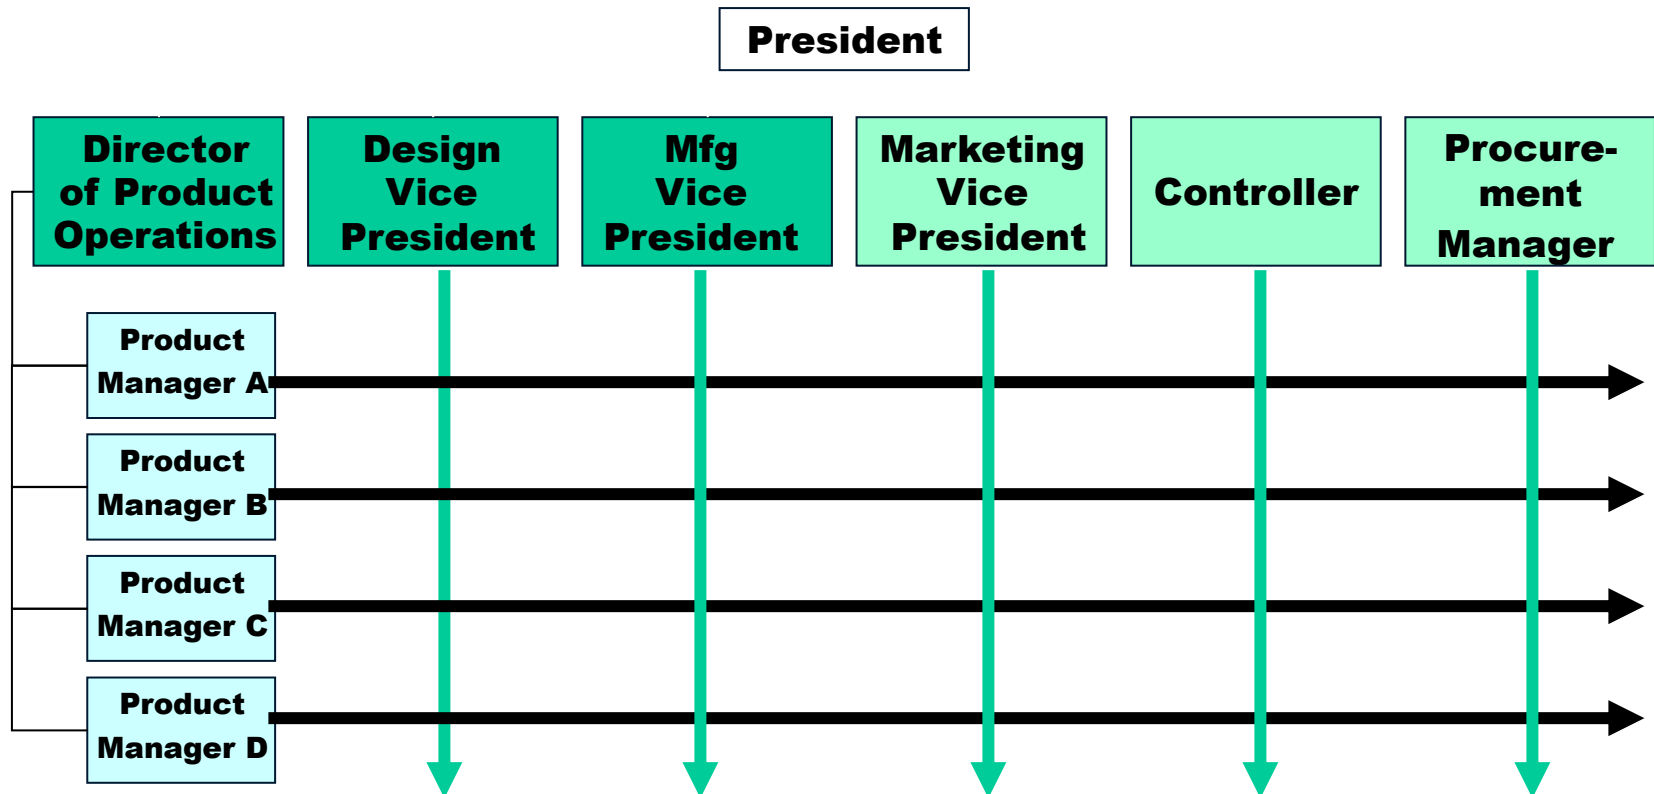 President
Director
of Product
Operations
Design
Vice
President
Mfg
Vice
President
Marketing
Vice
President
Controller
Procure-
ment
Manager
Product
Manager A
Product
Manager B
Product
Manager C
Product
Manager D